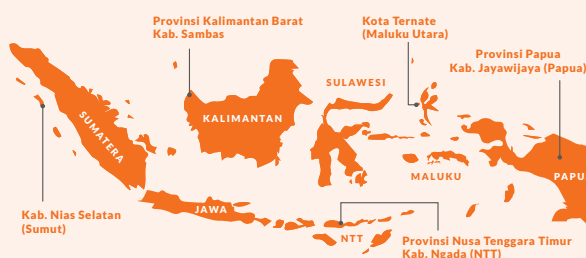 Provinsi Kalimantan Barat
Kab. Sambas
Kota Ternate
(Maluku Utara)
Provinsi Papua
Kab. Jayawijaya (Papua)
SULAWESI
KALIMANTAN
SUMATERA
MALUKU
PAPU
JAWA
Kab. Nias Selatan
(Sumut)
NTT
Provinsi Nusa Tenggara Timur
Kab. Ngada (NTT)